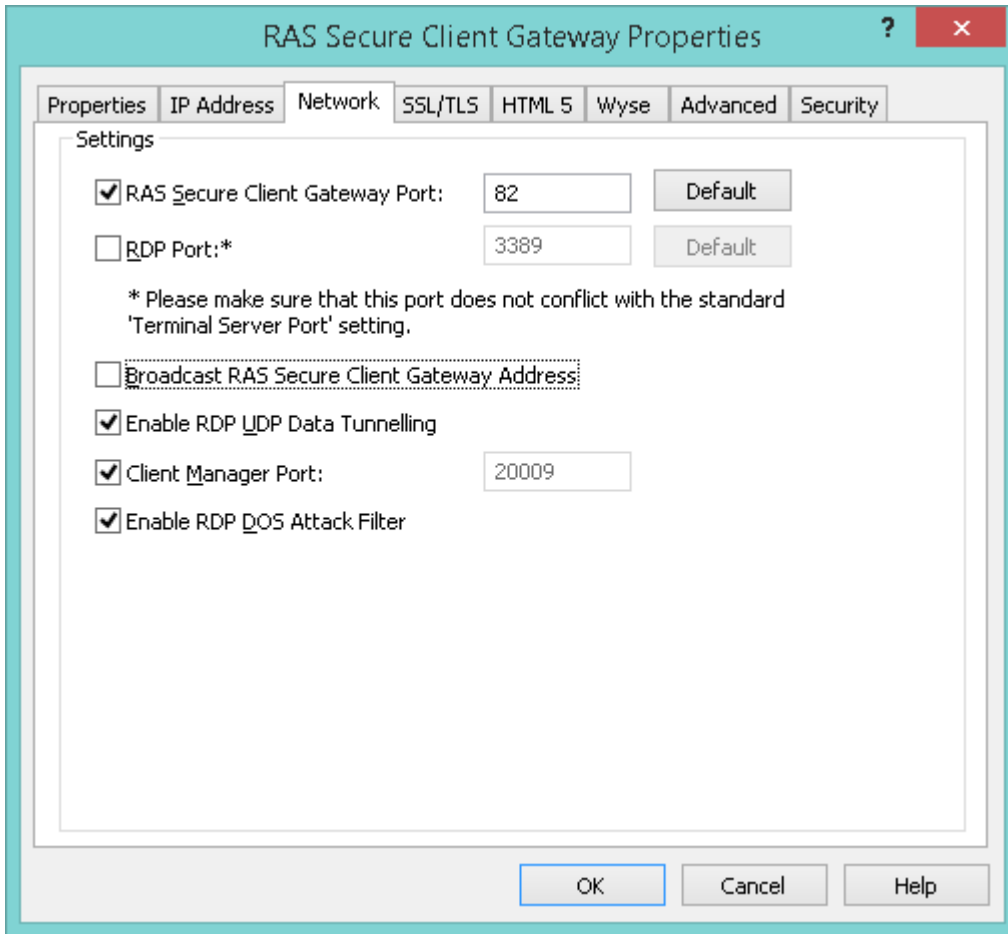 RAS Secure Client Gateway Properties ? ×
Properties IP Address Network SSL/TLS HTML 5 Wyse Advanced Security
Settings
RAS Secure Client Gateway Port: 82 Default
RDP Port:* 3389 Default
* Please make sure that this port does not conflict with the standard
'Terminal Server Port' setting.
Broadcast RAS Secure Client Gateway Address
Enable RDP UDP Data Tunnelling
Client Manager Port: 20009
Enable RDP DOS Attack Filter
OK Cancel Help